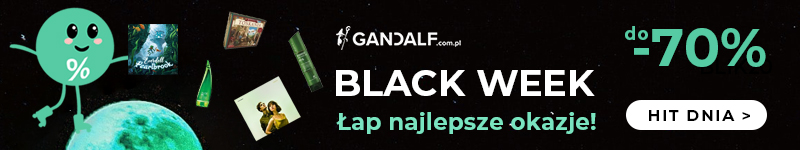 %
GANDALF.com.pl
BLACK WEEK
Łap najlepsze okazje!
do
-70%
HIT DNIA >